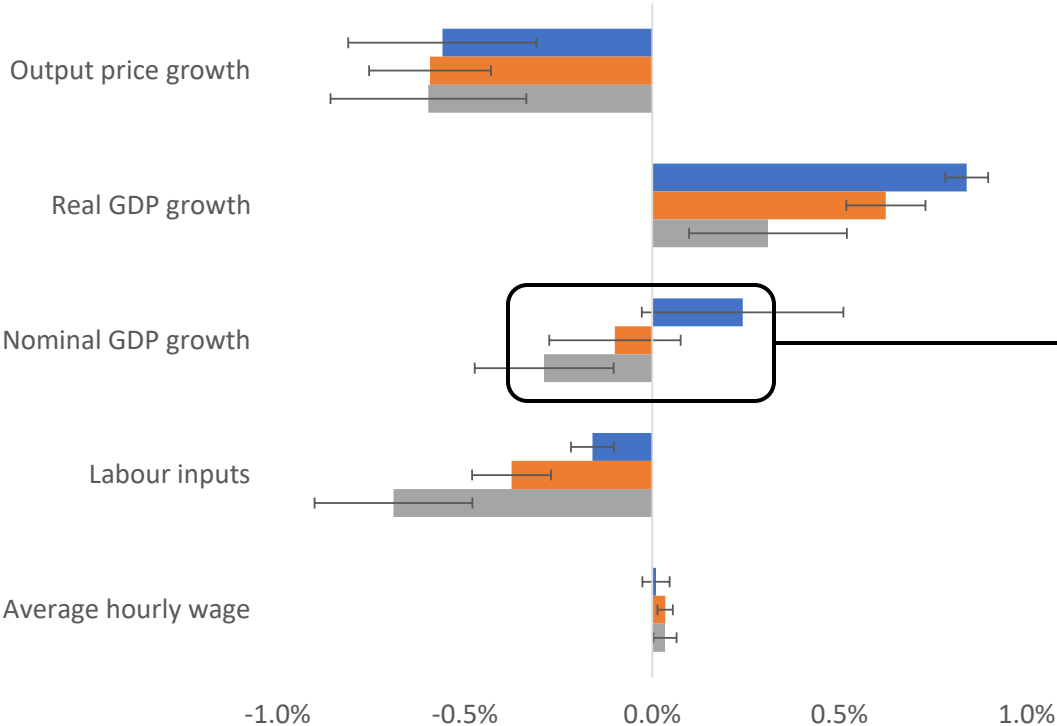 Output price growth
Real GDP growth
Nominal GDP growth
Labour inputs
Average hourly wage
-1.0% -0.5% 0.0% 0.5% 1.0%